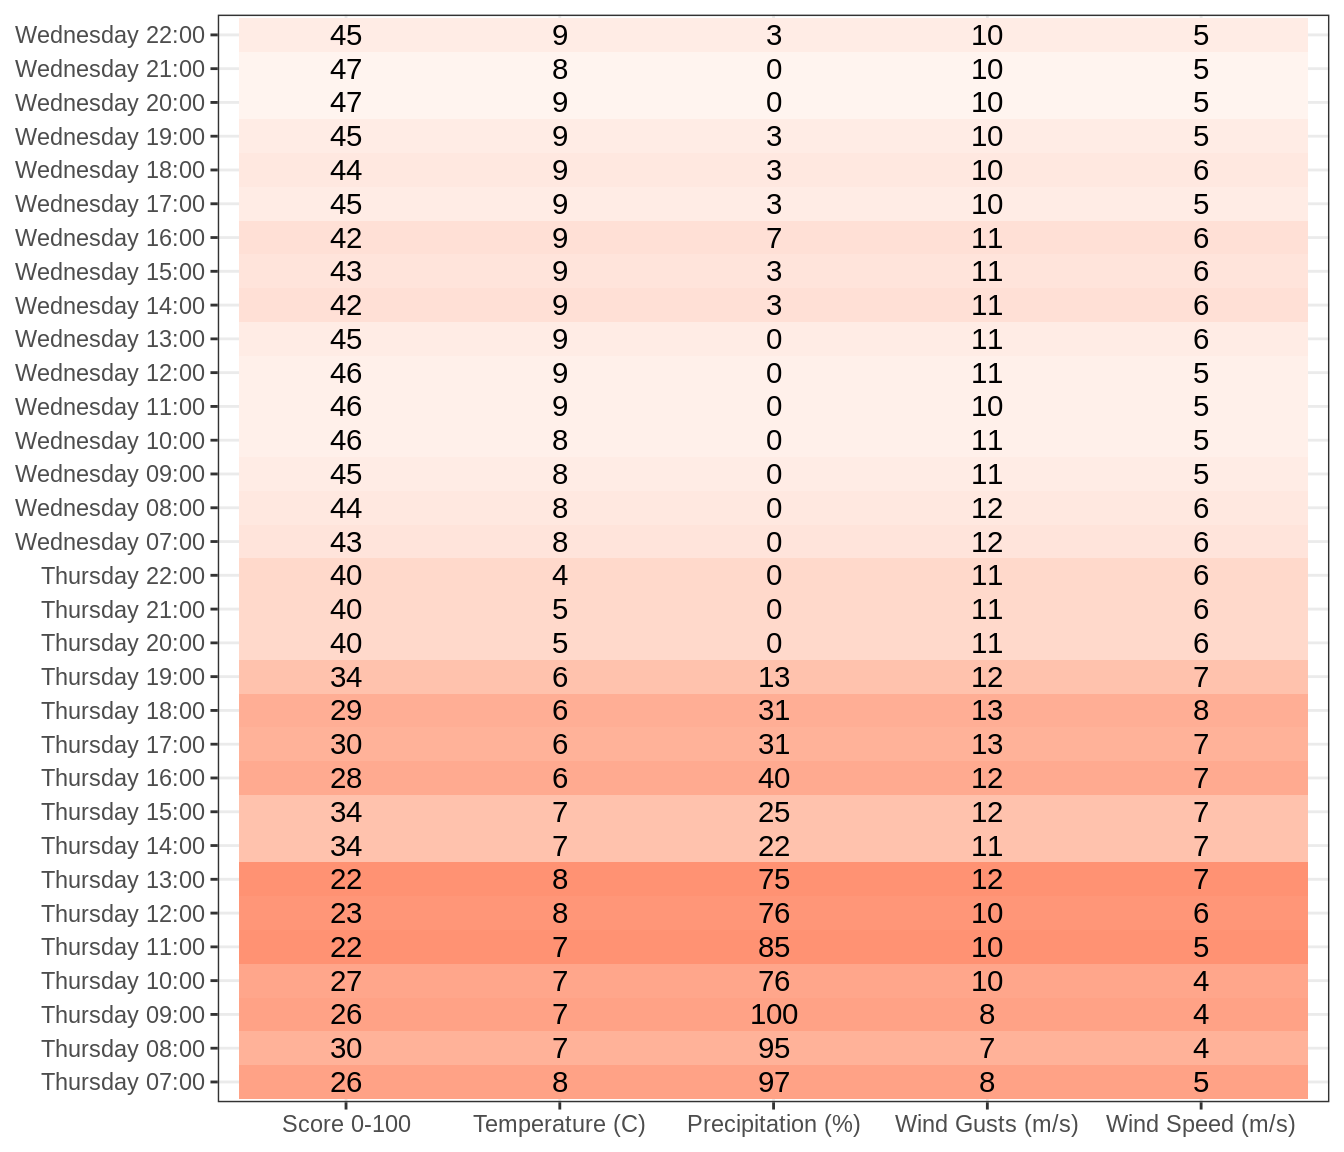 Wednesday 22:00 45 9 3 10 5
Wednesday 21:00 47 8 0 10 5
Wednesday 20:00 47 9 0 10 5
Wednesday 19:00 45 9 3 10 5
Wednesday 18:00 44 9 3 10 6
Wednesday 17:00 45 9 3 10 5
Wednesday 16:00 42 9 7 11 6
Wednesday 15:00 43 9 3 11 6
Wednesday 14:00 42 9 3 11 6
Wednesday 13:00 45 9 0 11 6
Wednesday 12:00 46 9 0 11 5
Wednesday 11:00 46 9 0 10 5
Wednesday 10:00 46 8 0 11 5
Wednesday 09:00 45 8 0 11 5
Wednesday 08:00 44 8 0 12 6
Wednesday 07:00 43 8 0 12 6
Thursday 22:00 40 4 0 11 6
Thursday 21:00 40 5 0 11 6
Thursday 20:00 40 5 0 11 6
Thursday 19:00 34 6 13 12 7
Thursday 18:00 29 6 31 13 8
Thursday 17:00 30 6 31 13 7
Thursday 16:00 28 6 40 12 7
Thursday 15:00 34 7 25 12 7
Thursday 14:00 34 7 22 11 7
Thursday 13:00 22 8 75 12 7
Thursday 12:00 23 8 76 10 6
Thursday 11:00 22 7 85 10 5
Thursday 10:00 27 7 76 10 4
Thursday 09:00 26 7 100 8 4
Thursday 08:00 30 7 95 7 4
Thursday 07:00 26 8 97 8 5
Score 0-100 Temperature (C) Precipitation (%) Wind Gusts (m/s) Wind Speed (m/s)